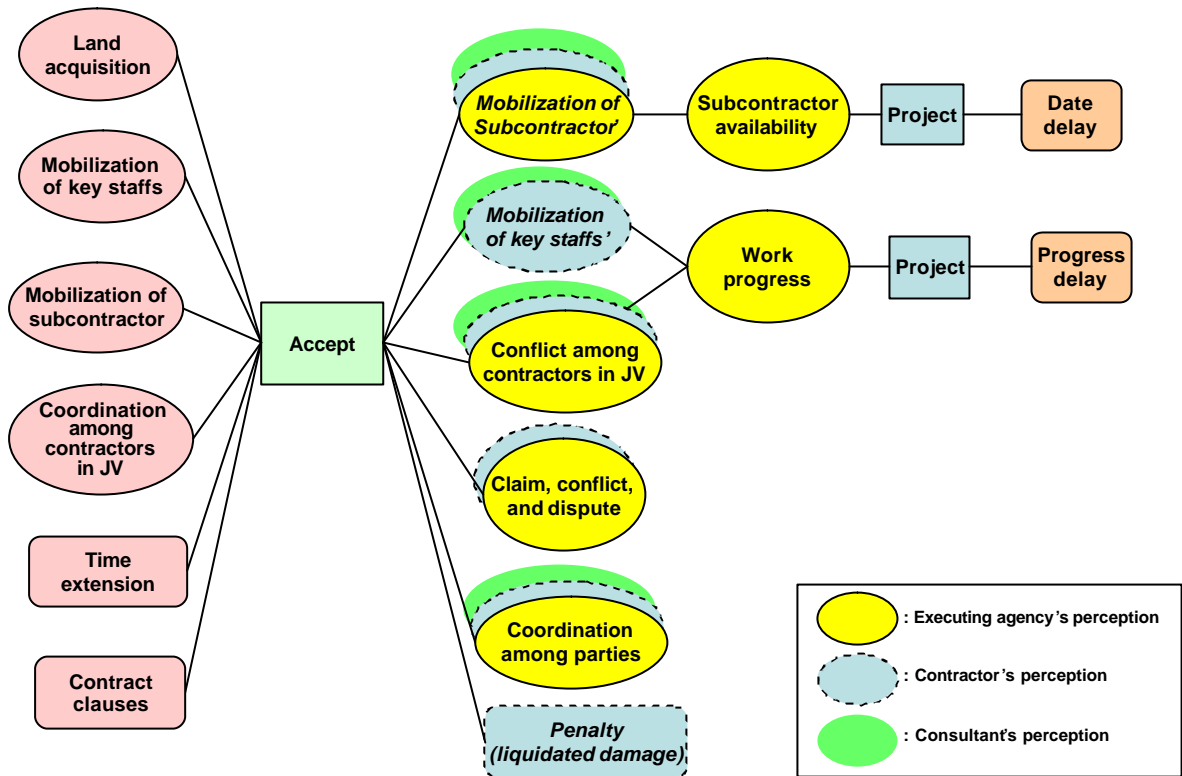 Land
acquisition
Mobilization
of key staffs
Mobilization of
subcontractor
Coordination
among
contractors
in JV
Time
extension
Contract
clauses
Accept
Mobilization of
Subcontractor’
Mobilization
of key staffs’
Conflict among
contractors in JV
Claim, conflict,
and dispute
Coordination
among parties
Penalty
(liquidated damage)
Subcontractor
availability
Work
progress
Project
Date
delay
Project
Progress
delay
: Executing agency’s perception
: Contractor’s perception
: Consultant’s perception